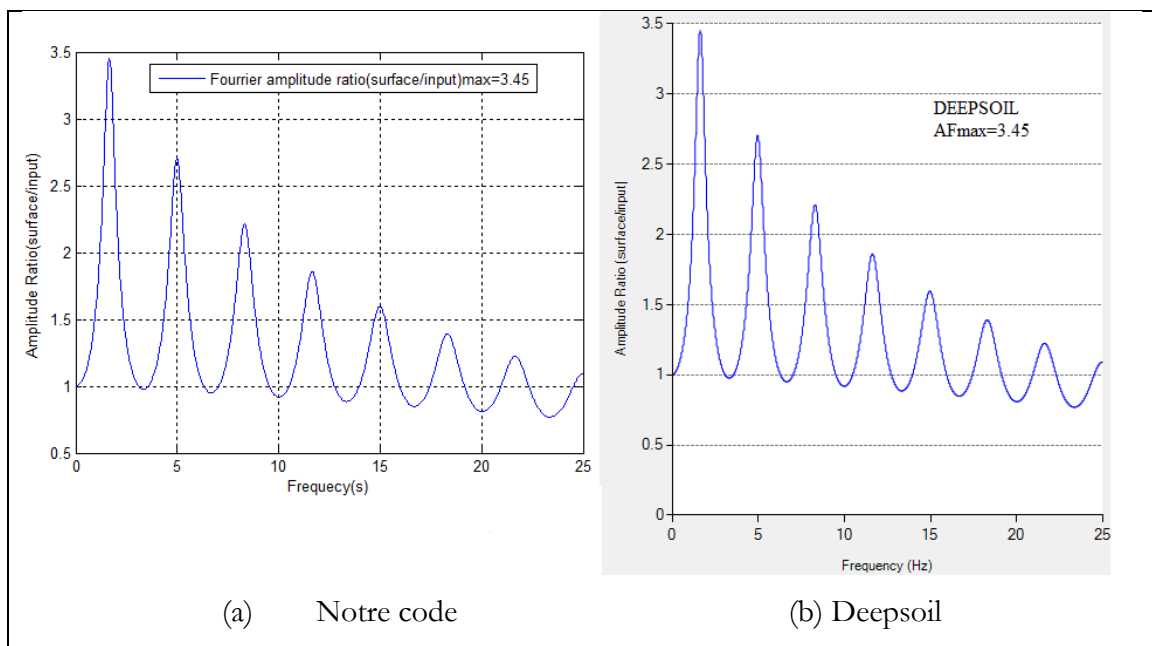 3.5
3
2.5
2
1.5
1
0.5
0 5 10 15 20 25
Amplitude Ratio(surface/input)
Frequecy(s)
Fourrier amplitude ratio(surface/input)max=3.45
3.5
3
2.5
2
1.5
1
0.5
0
0 5 10 15 20 25
Amplitude Ratio (surface/input|
Frequency (Hz)
DEEPSOIL
AFmax=3.45
(a) Notre code
(b) Deepsoil